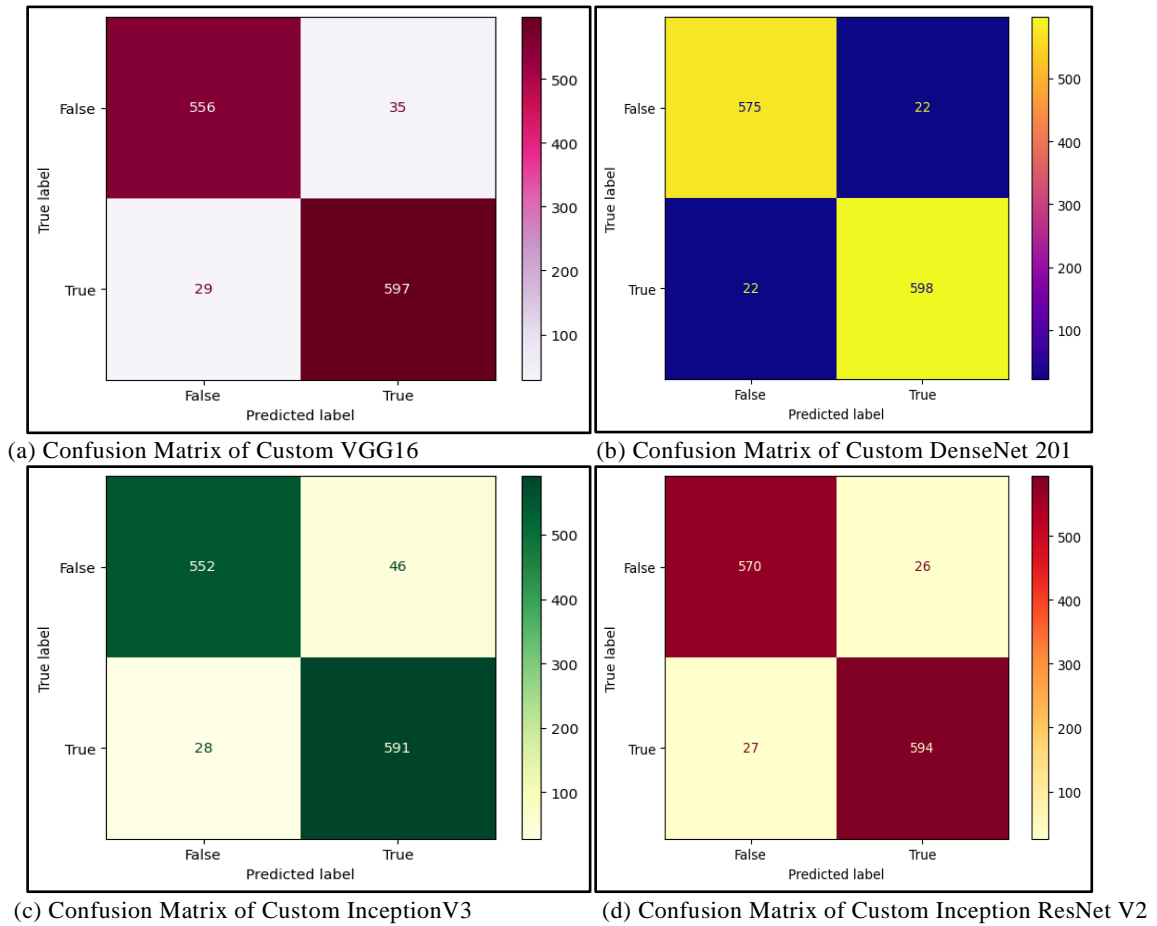 500
False
556
35
400
True label
300
200
True
29
597
100
False
True
Predicted label
(a) Confusion Matrix of Custom VGG16
500
False
575
22
400
True label
300
200
True
22
598
100
False
True
Predicted label
(b) Confusion Matrix of Custom DenseNet 201
500
False
552
46
400
True label
300
200
True
28
591
100
False
True
Predicted label
(c) Confusion Matrix of Custom InceptionV3
500
False
570
26
400
True label
300
200
True
27
594
100
False
True
Predicted label
(d) Confusion Matrix of Custom Inception ResNet V2